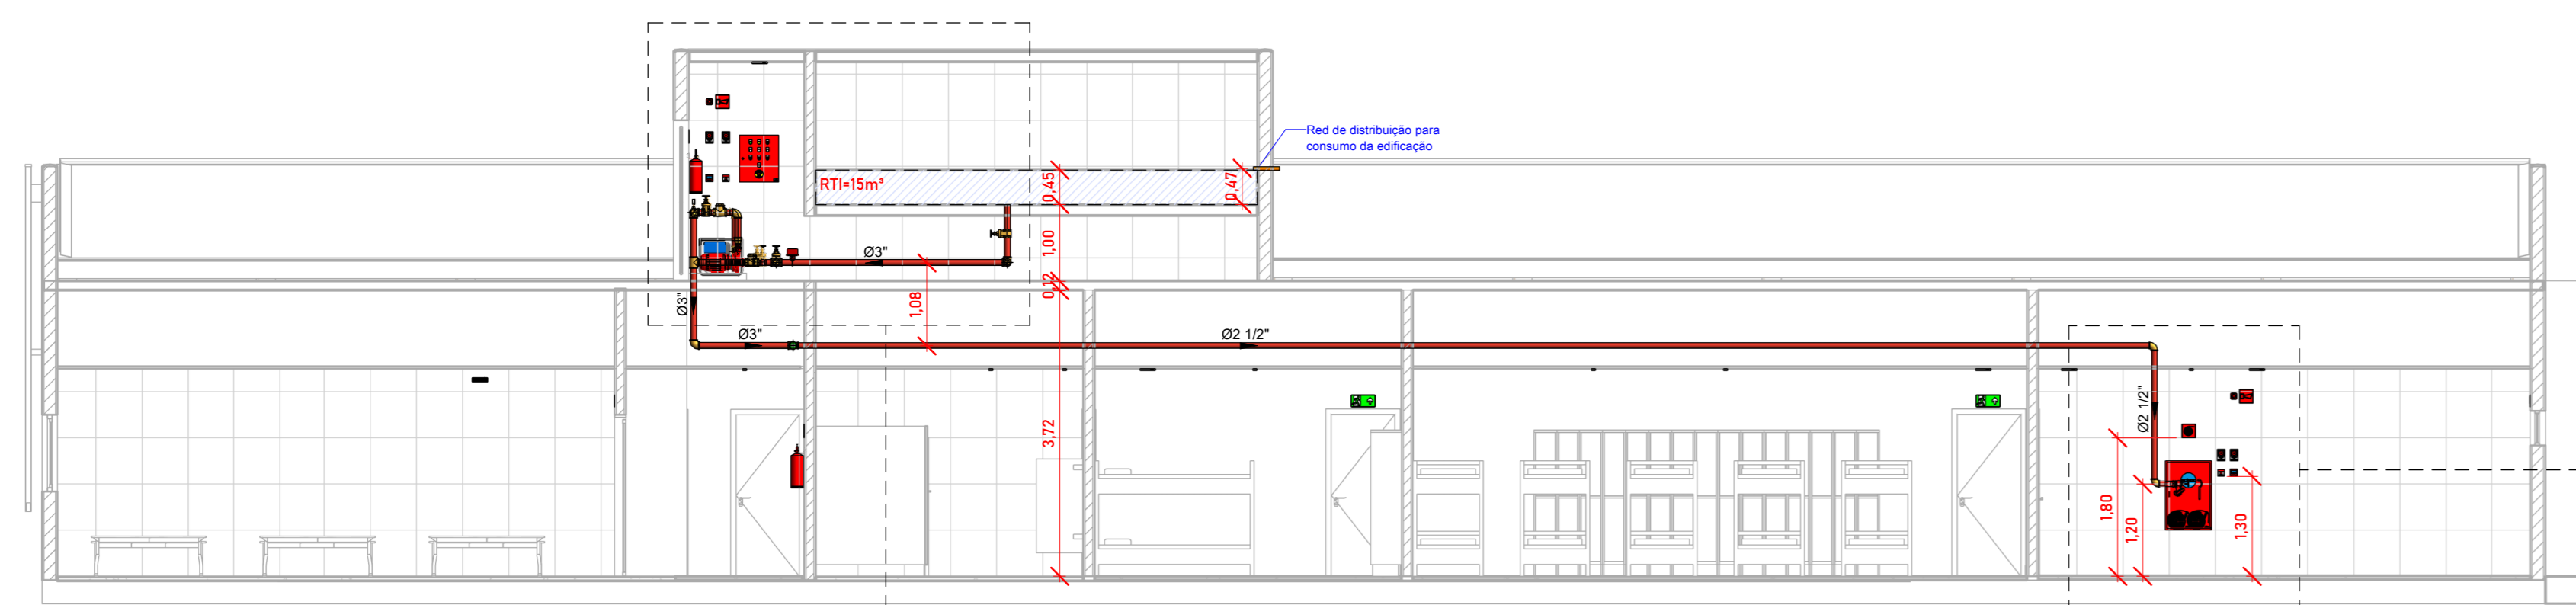 Red de distribuição para
consumo da edificação
RTI=15m³
0,45
0,47
Ø3"
1,00
0,12
1,08
Ø3"
Ø3"
Ø2 1/2"
3,72
Ø2 1/2"
1,80
1,20
1,30